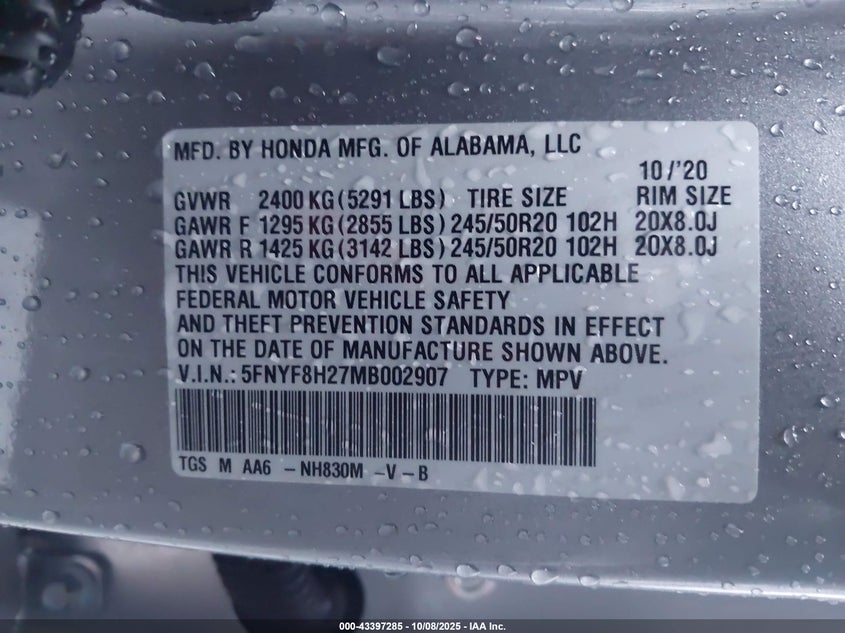 MFD. BY HONDA MFG. OF ALABAMA, LLC
10/'20
GVWR 2400 KG (5291 LBS) TIRE SIZE RIM SIZE
GAWR F 1295 KG (2855 LBS) 245/50R20 102H 20X8.0J
GAWR R 1425 KG (3142 LBS) 245/50R20 102H 20X8.0J
THIS VEHICLE CONFORMS TO ALL APPLICABLE
FEDERAL MOTOR VEHICLE SAFETY
AND THEFT PREVENTION STANDARDS IN EFFECT
ON THE DATE OF MANUFACTURE SHOWN ABOVE.
V.I.N.: 5FNYF8H27MB002907 TYPE: MPV
TGS M AA6 -NH830M -V -B
000-43397285 | 10/08/2025 - IAA Inc.